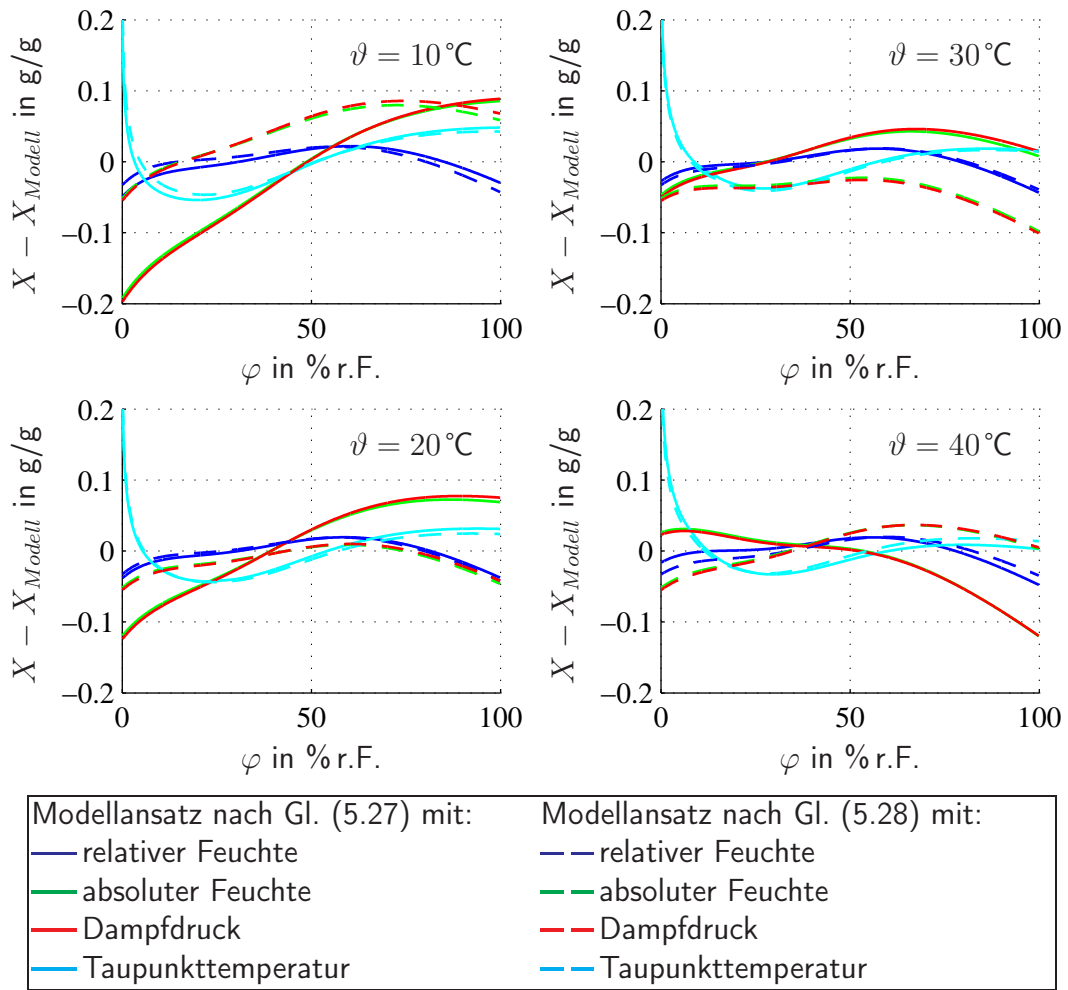 0.2
0.1
0
−0.1
−0.2
X − X_Modell in g/g
ϑ = 10 °C
0 50 100
φ in % r.F.
0.2
0.1
0
−0.1
−0.2
X − X_Modell in g/g
ϑ = 30 °C
0 50 100
φ in % r.F.
0.2
0.1
0
−0.1
−0.2
X − X_Modell in g/g
ϑ = 20 °C
0 50 100
φ in % r.F.
0.2
0.1
0
−0.1
−0.2
X − X_Modell in g/g
ϑ = 40 °C
0 50 100
φ in % r.F.
Modellansatz nach Gl. (5.27) mit:
relativer Feuchte
absoluter Feuchte
Dampfdruck
Taupunkttemperatur
Modellansatz nach Gl. (5.28) mit:
relativer Feuchte
absoluter Feuchte
Dampfdruck
Taupunkttemperatur